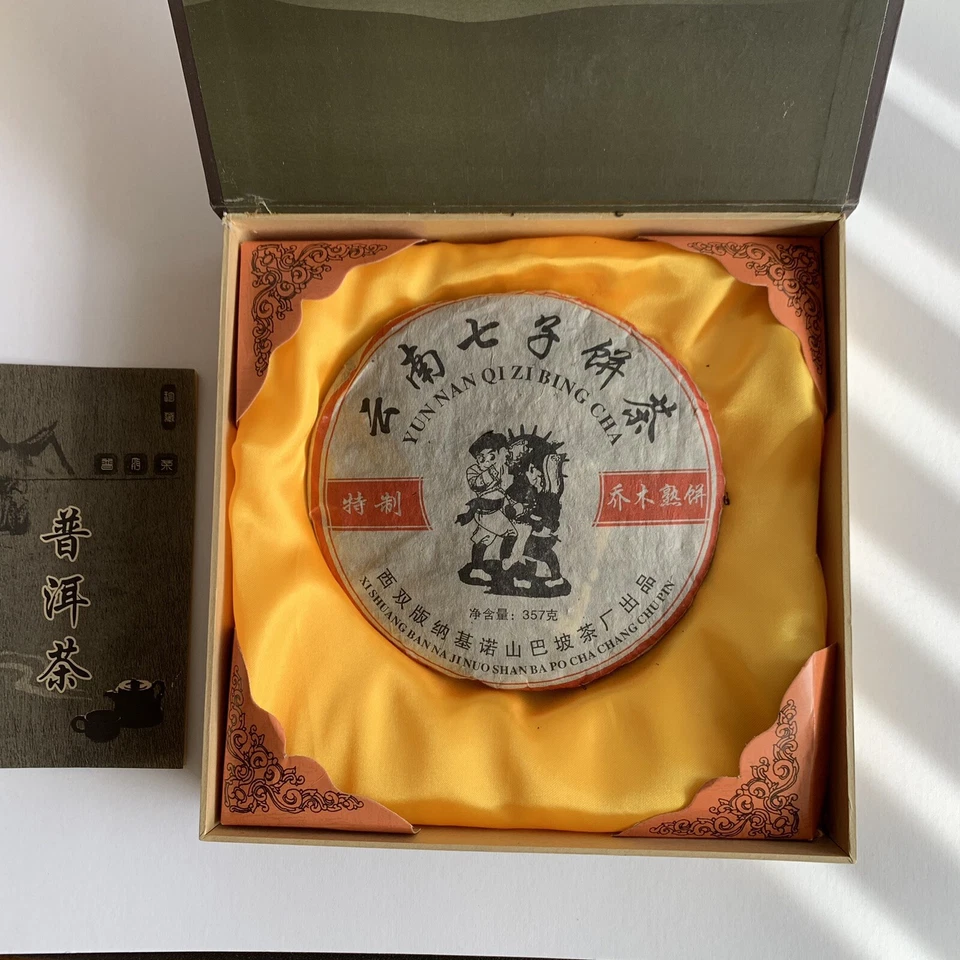 云南七子饼茶
YUN NAN QI ZI BING CHA
特制
乔木熟饼
净含量：357克
西双版纳基诺山巴坡茶厂出品
XI SHUANG BAN NA JI NUO SHAN BA PO CHA CHANG CHU PIN
普洱茶